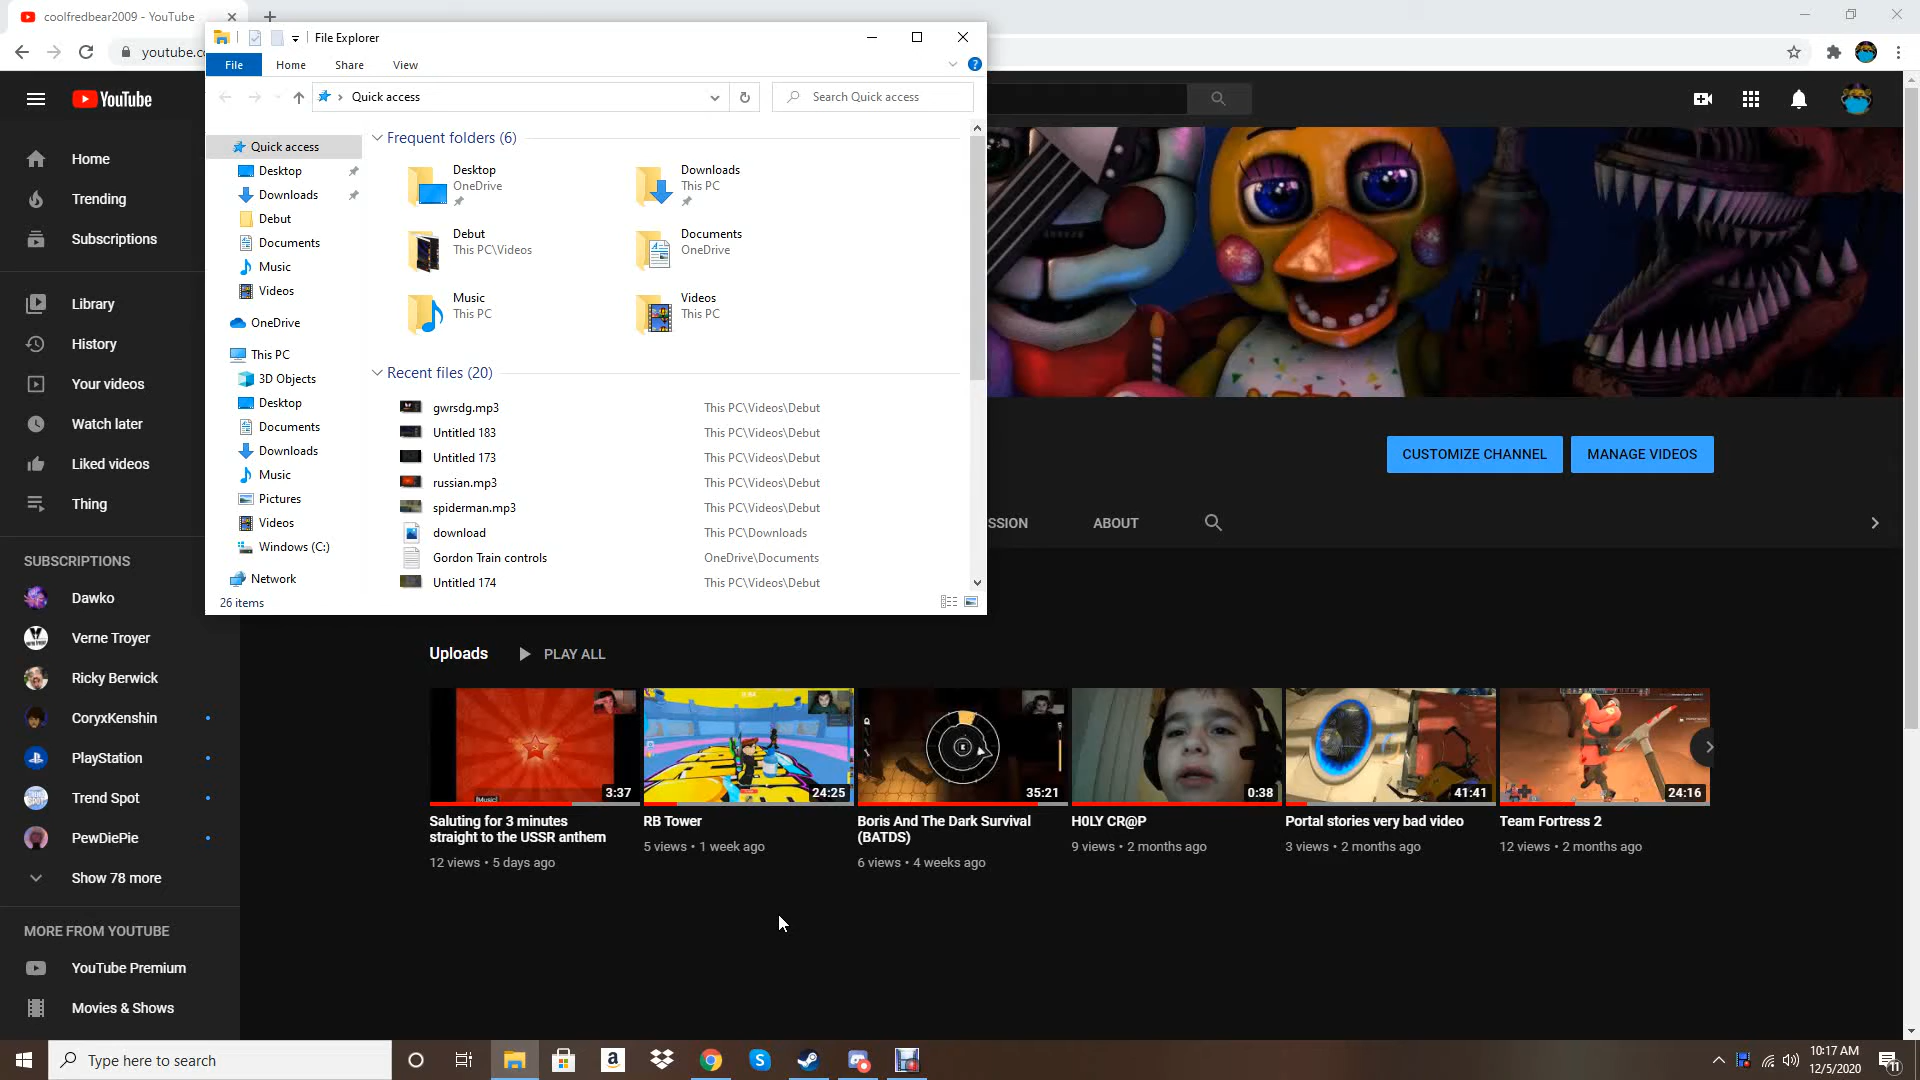 coolfredbear2009 - YouTube
youtube.co
File Explorer
File
Home
Share
View
Quick access
Search Quick access
Quick access
Desktop
Downloads
Debut
Documents
Music
Videos
OneDrive
This PC
3D Objects
Desktop
Documents
Downloads
Music
Pictures
Videos
Windows (C:)
Network
26 items
Frequent folders (6)
Desktop
OneDrive
Downloads
This PC
Debut
This PC\Videos
Documents
OneDrive
Music
This PC
Videos
This PC
Recent files (20)
gwrsdg.mp3 This PC\Videos\Debut
Untitled 183 This PC\Videos\Debut
Untitled 173 This PC\Videos\Debut
russian.mp3 This PC\Videos\Debut
spiderman.mp3 This PC\Videos\Debut
download This PC\Downloads
Gordon Train controls OneDrive\Documents
Untitled 174 This PC\Videos\Debut
YouTube
Home
Trending
Subscriptions
Library
History
Your videos
Watch later
Liked videos
Thing
SUBSCRIPTIONS
Dawko
Verne Troyer
Ricky Berwick
CoryxKenshin
PlayStation
Trend Spot
PewDiePie
Show 78 more
MORE FROM YOUTUBE
YouTube Premium
Movies & Shows
CUSTOMIZE CHANNEL
MANAGE VIDEOS
SSION
ABOUT
Uploads
PLAY ALL
[Music]
3:37
Saluting for 3 minutes
straight to the USSR anthem
12 views • 5 days ago
24:25
RB Tower
5 views • 1 week ago
35:21
Boris And The Dark Survival
(BATDS)
6 views • 4 weeks ago
0:38
H0LY CR@P
9 views • 2 months ago
41:41
Portal stories very bad video
3 views • 2 months ago
24:16
Team Fortress 2
12 views • 2 months ago
Type here to search
10:17 AM
12/5/2020
11